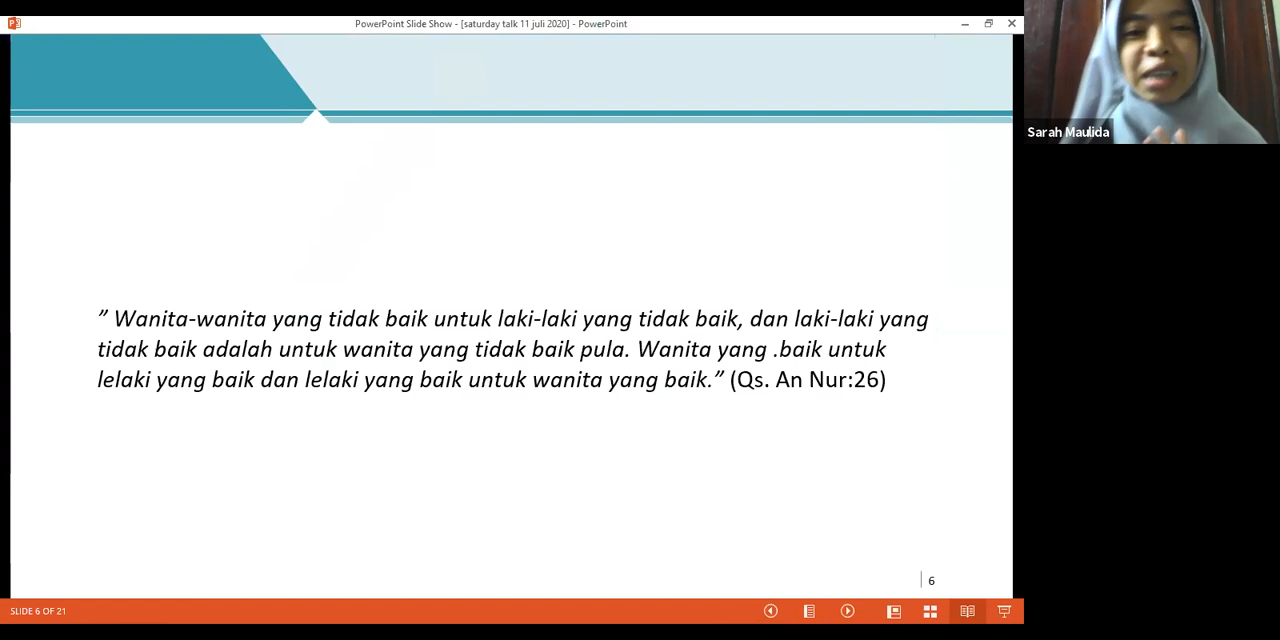 PowerPoint Slide Show - [saturday talk 11 juli 2020] - PowerPoint
Sarah Maulida
” Wanita-wanita yang tidak baik untuk laki-laki yang tidak baik, dan laki-laki yang
tidak baik adalah untuk wanita yang tidak baik pula. Wanita yang .baik untuk
lelaki yang baik dan lelaki yang baik untuk wanita yang baik.” (Qs. An Nur:26)
6
SLIDE 6 OF 21